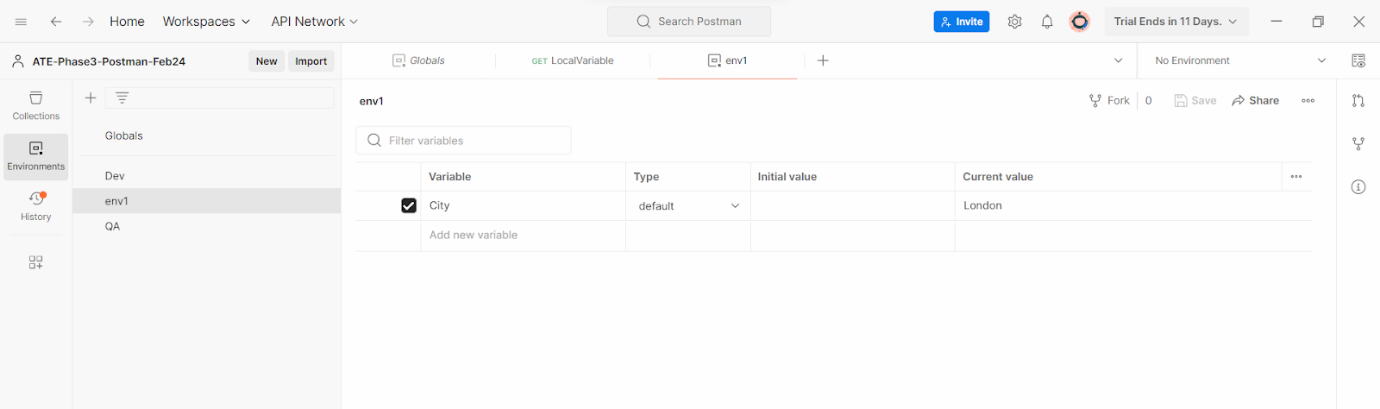 Home Workspaces API Network Search Postman Invite Trial Ends in 11 Days.
ATE-Phase3-Postman-Feb24 New Import Globals GET LocalVariable env1 No Environment
Collections
Environments
History
Globals
Dev
env1
QA
env1 Fork 0 Save Share
Filter variables
Variable Type Initial value Current value
City default London
Add new variable